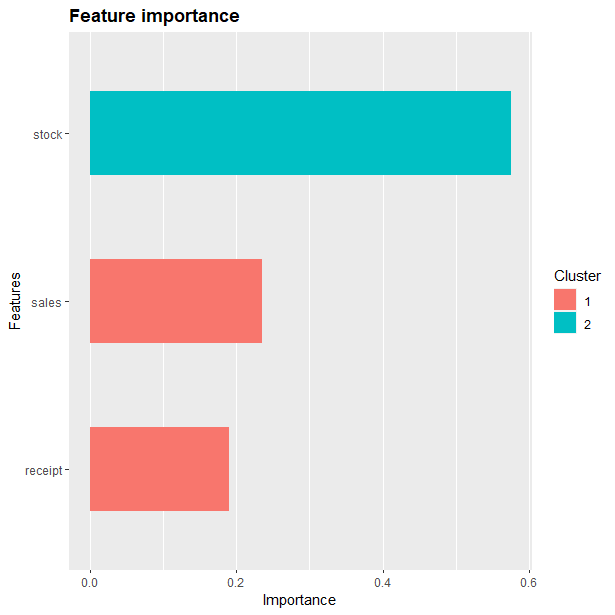 Feature importance
stock
sales
receipt
Features
0.0
0.2
0.4
0.6
Importance
Cluster
1
2